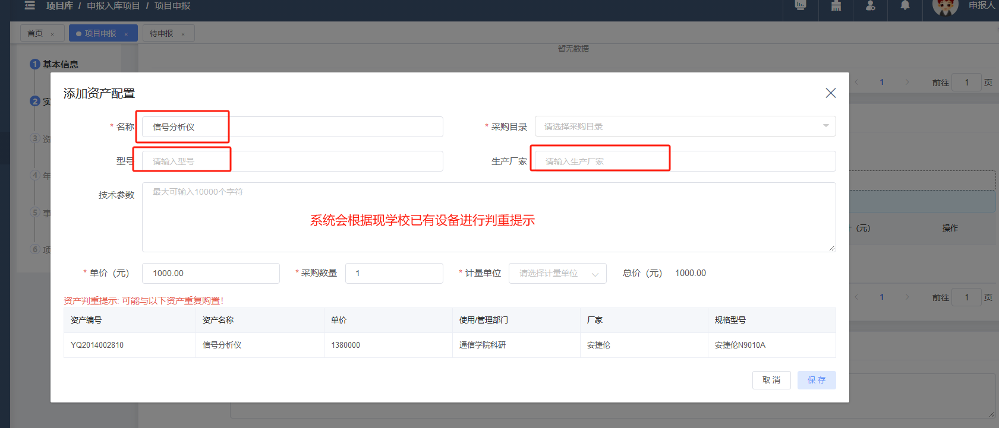 项目库 / 申报入库项目 / 项目申报
申报人
首页 ×
项目申报 ×
待申报 ×
暂无数据
1 基本信息
2 实
3 资
4 年
5 事
6 项
1
前往 1 页
添加资产配置
* 名称 信号分析仪
* 采购目录 请选择采购目录
型号 请输入型号
生产厂家 请输入生产厂家
技术参数 最大可输入10000个字符
系统会根据现学校已有设备进行判重提示
(元) 操作
* 单价 (元) 1000.00
* 采购数量 1
* 计量单位 请选择计量单位
总价 (元) 1000.00
1
前往 1 页
资产判重提示: 可能与以下资产重复购置!
资产编号 资产名称 单价 使用/管理部门 厂家 规格型号
YQ2014002810 信号分析仪 1380000 通信学院科研 安捷伦 安捷伦N9010A
取 消
保 存